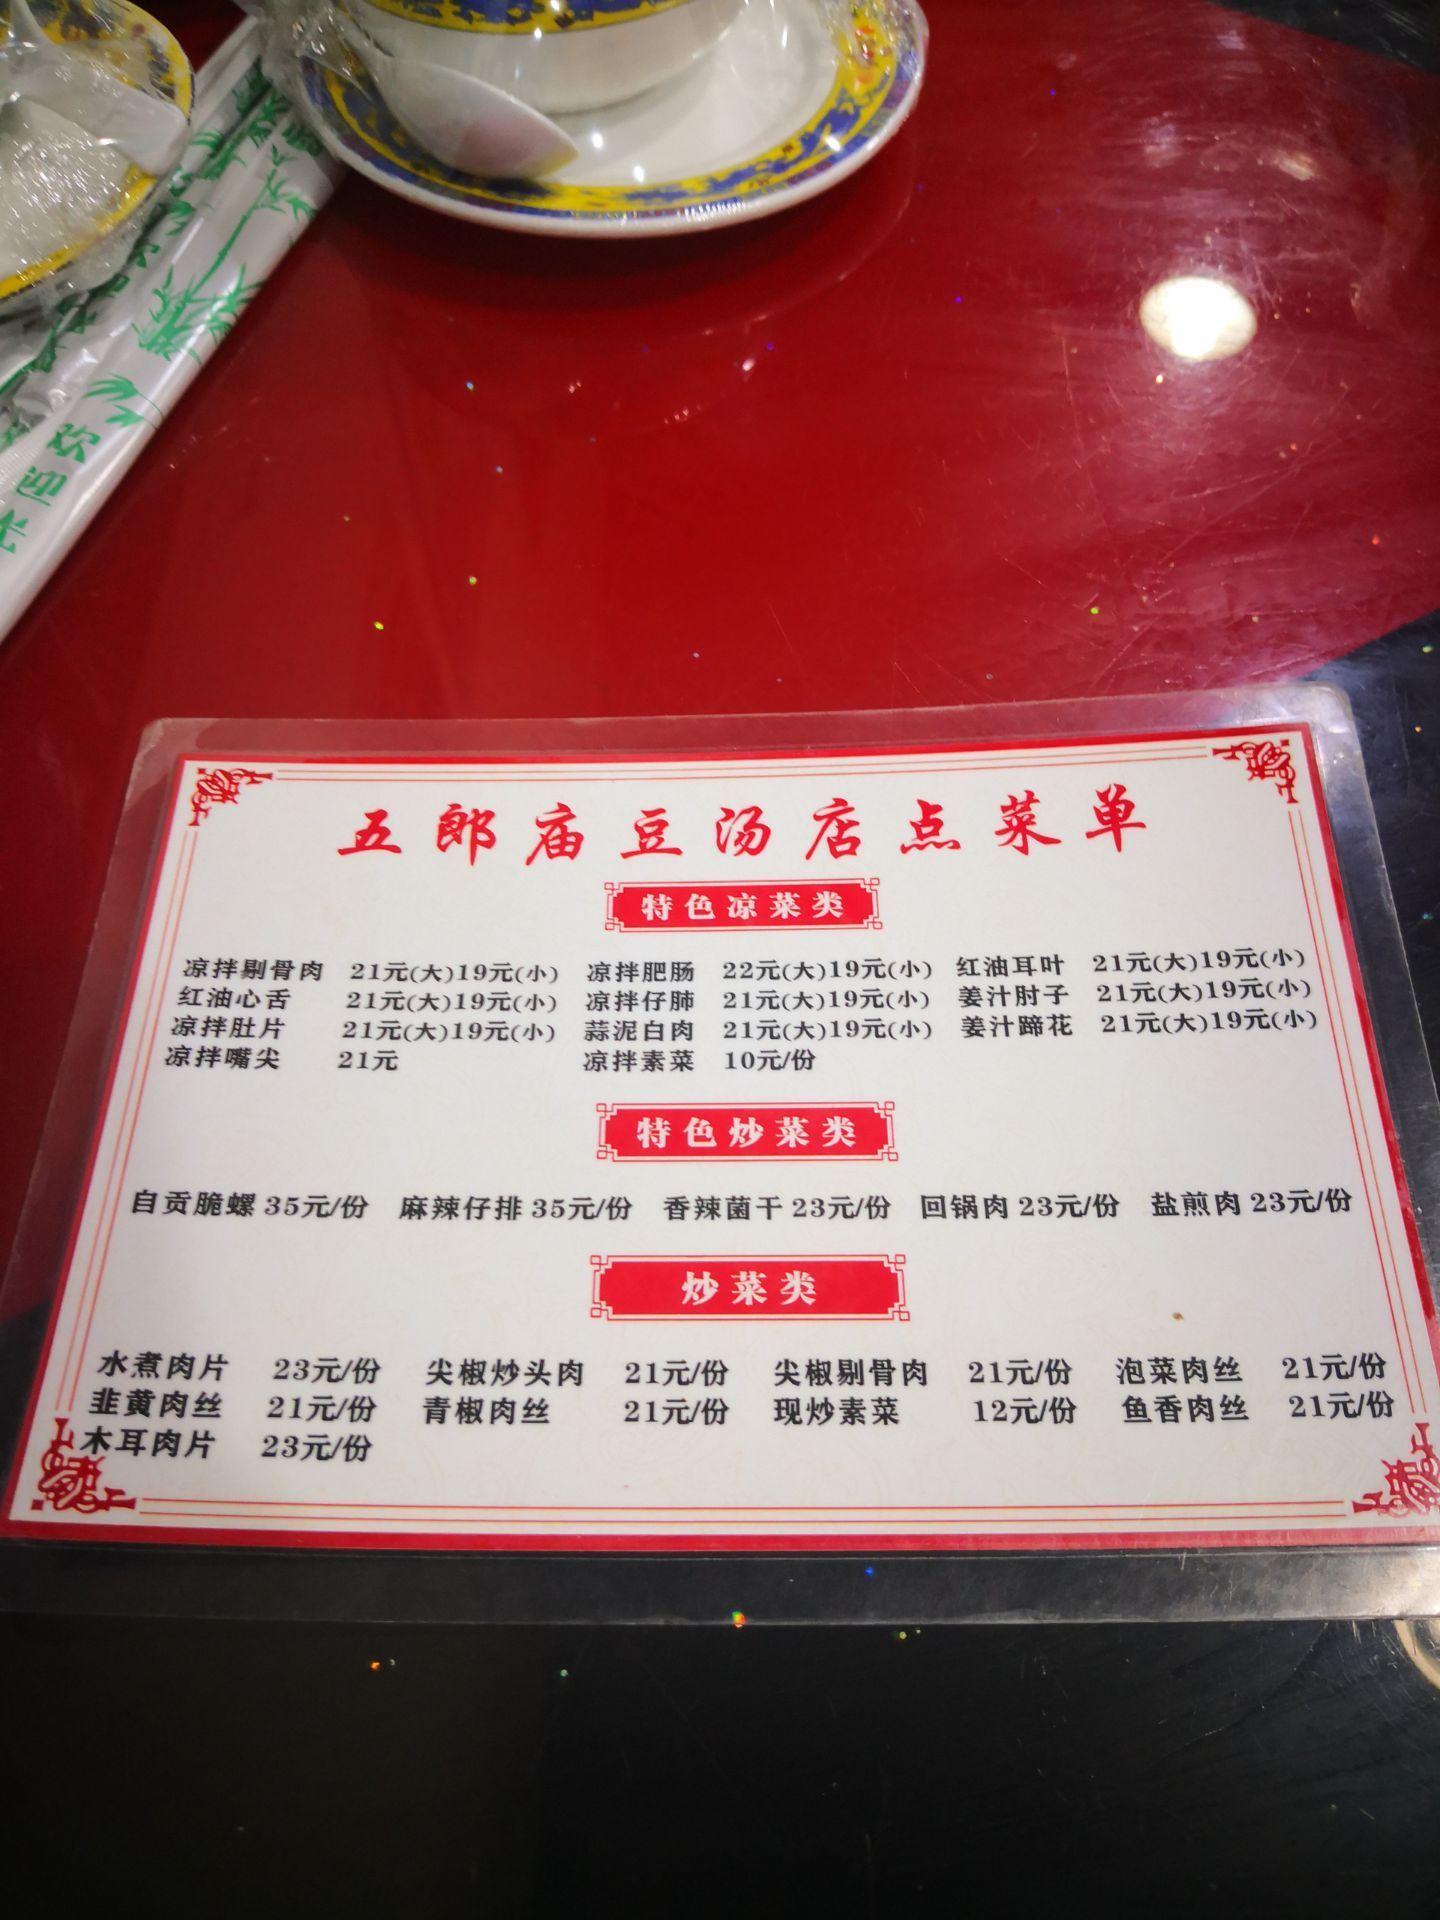 欢迎光
五郎庙豆汤店点菜单
特色凉菜类
凉拌剔骨肉 21元(大)19元(小) 凉拌肥肠 22元(大)19元(小) 红油耳叶 21元(大)19元(小)
红油心舌 21元(大)19元(小) 凉拌仔肺 21元(大)19元(小) 姜汁肘子 21元(大)19元(小)
凉拌肚片 21元(大)19元(小) 蒜泥白肉 21元(大)19元(小) 姜汁蹄花 21元(大)19元(小)
凉拌嘴尖 21元 凉拌素菜 10元/份
特色炒菜类
自贡脆螺 35元/份 麻辣仔排 35元/份 香辣菌干 23元/份 回锅肉 23元/份 盐煎肉 23元/份
炒菜类
水煮肉片 23元/份 尖椒炒头肉 21元/份 尖椒剔骨肉 21元/份 泡菜肉丝 21元/份
韭黄肉丝 21元/份 青椒肉丝 21元/份 现炒素菜 12元/份 鱼香肉丝 21元/份
木耳肉片 23元/份